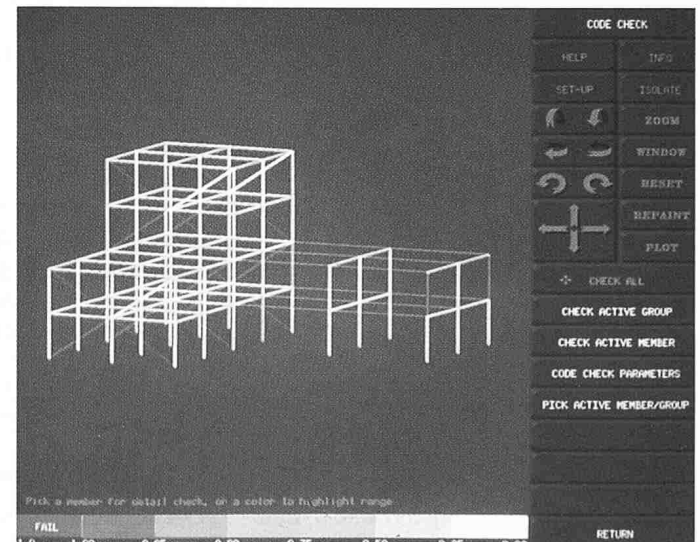 CODE CHECK
HELP INFO
SET-UP ISOLATE
ZOOM
WINDOW
RESET
REPAINT
PLOT
CHECK ALL
CHECK ACTIVE GROUP
CHECK ACTIVE MEMBER
CODE CHECK PARAMETERS
PICK ACTIVE MEMBER/GROUP
Pick a member for detail check, or a color to highlight range
FAIL
RETURN